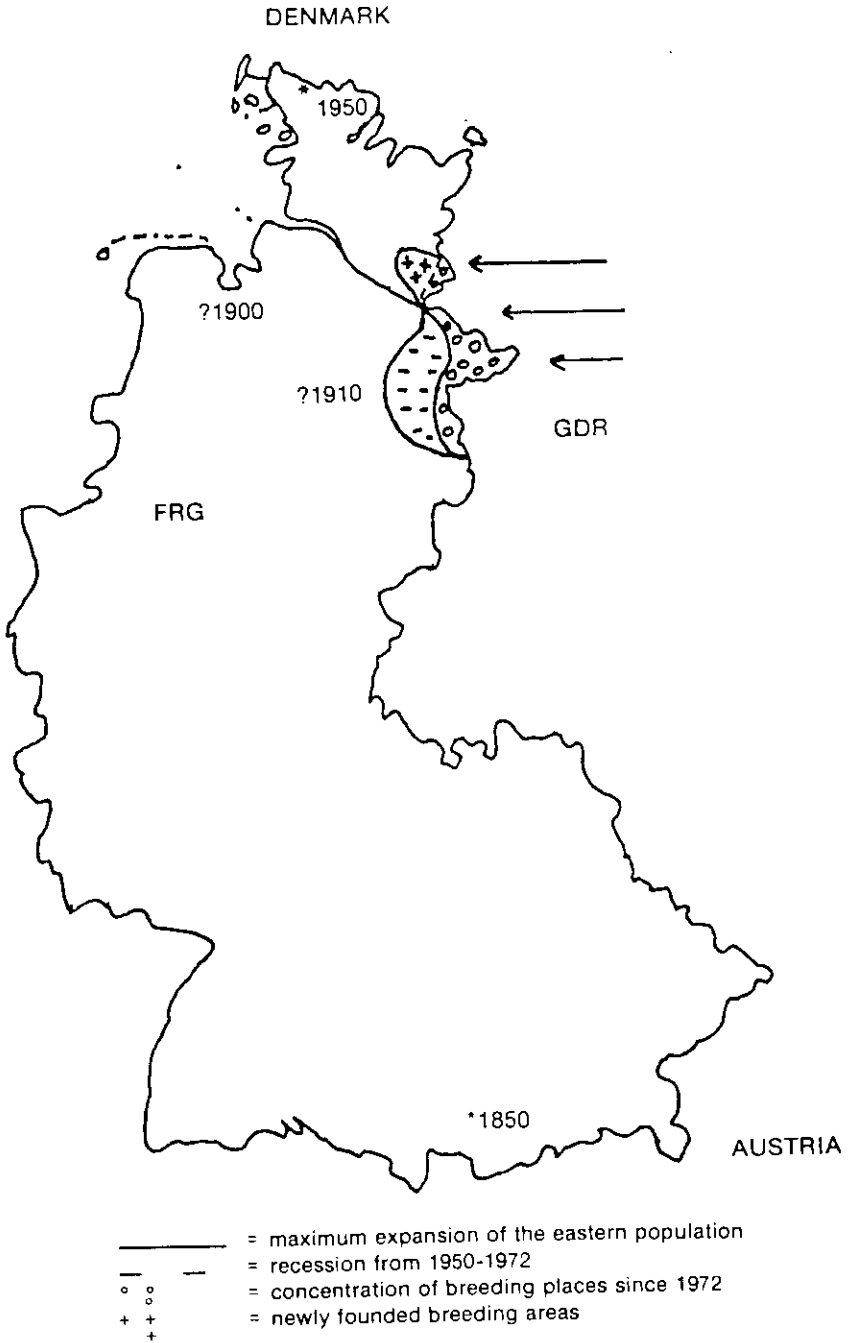 DENMARK
* 1950
?1900
?1910
GDR
FRG
*1850
AUSTRIA
= maximum expansion of the eastern population
= recession from 1950-1972
= concentration of breeding places since 1972
= newly founded breeding areas